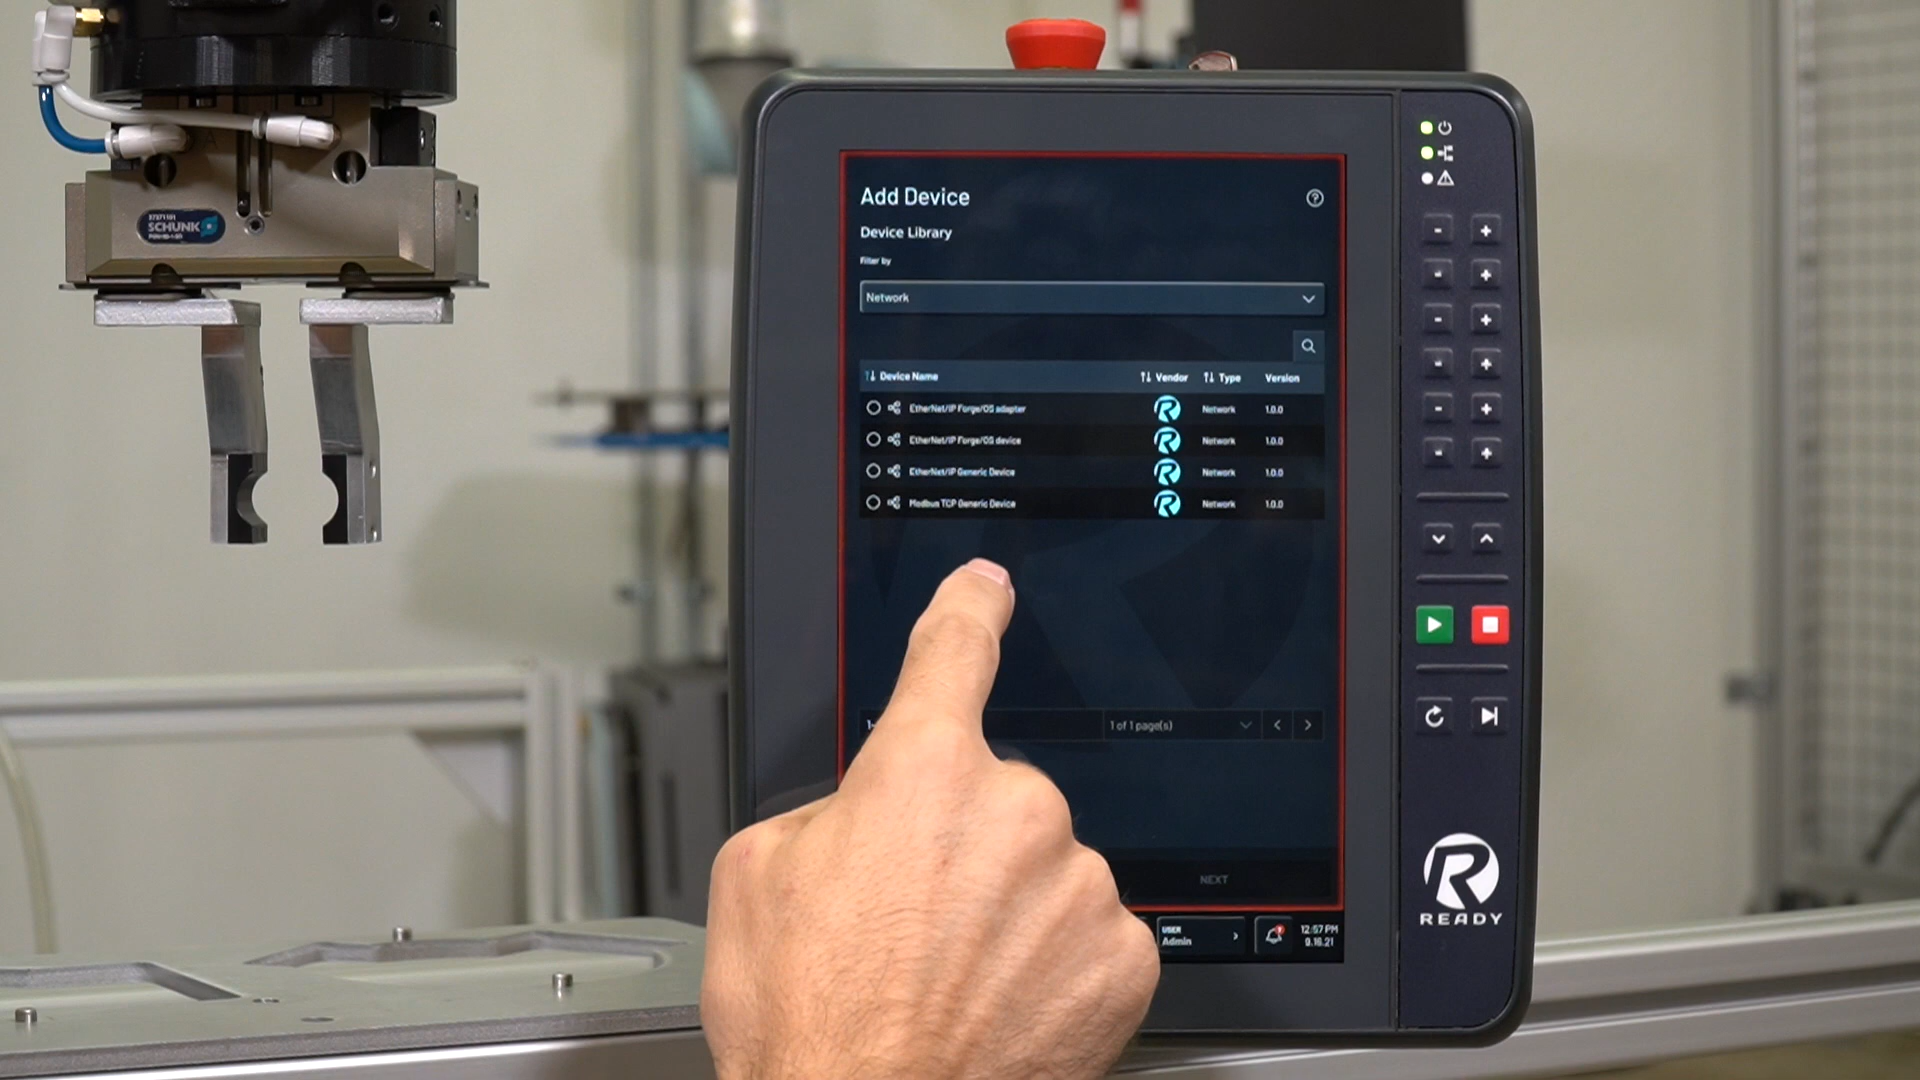 SCHUNK
Add Device
Device Library
Filter by
Network
Device Name Vendor Type Version
EtherNet/IP Forge/OS adapter Network 1.0.0
EtherNet/IP Forge/OS device Network 1.0.0
EtherNet/IP Generic Device Network 1.0.0
Modbus TCP Generic Device Network 1.0.0
1 of 1 page(s)
NEXT
USER
Admin
12:57 PM
9.16.21
READY